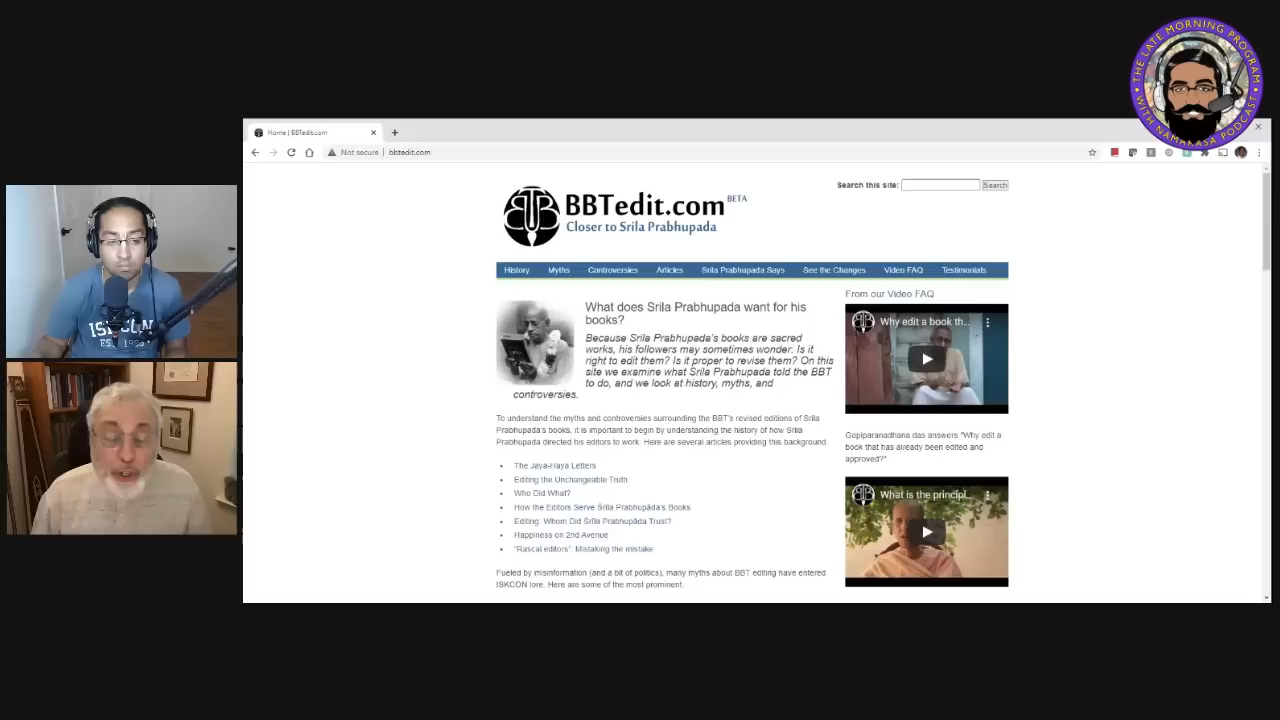 THE LATE MORNING PROGRAM
WITH NAMARASA PODCAST
Home | BBTedit.com
Not secure | bbtedit.com
Search this site:
Search
BBTedit.com BETA
Closer to Srila Prabhupada
History Myths Controversies Articles Srila Prabhupada Says See the Changes Video FAQ Testimonials
What does Srila Prabhupada want for his
books?
Because Srila Prabhupada's books are sacred
works, his followers may sometimes wonder: Is it
right to edit them? Is it proper to revise them? On this
site we examine what Srila Prabhupada told the BBT
to do, and we look at history, myths, and
controversies.
To understand the myths and controversies surrounding the BBT's revised editions of Srila
Prabhupada's books, it is important to begin by understanding the history of how Srila
Prabhupada directed his editors to work. Here are several articles providing this background.
The Jaya-Haya Letters
Editing the Unchangeable Truth
Who Did What?
How the Editors Serve Śrīla Prabhupāda's Books
Editing: Whom Did Śrīla Prabhupāda Trust?
Happiness on 2nd Avenue
"Rascal editors": Mistaking the mistake
Fueled by misinformation (and a bit of politics), many myths about BBT editing have entered
ISKCON lore. Here are some of the most prominent.
From our Video FAQ
Why edit a book th...
Gopiparanadhana das answers "Why edit a
book that has already been edited and
approved?"
What is the principl...
ISKCON